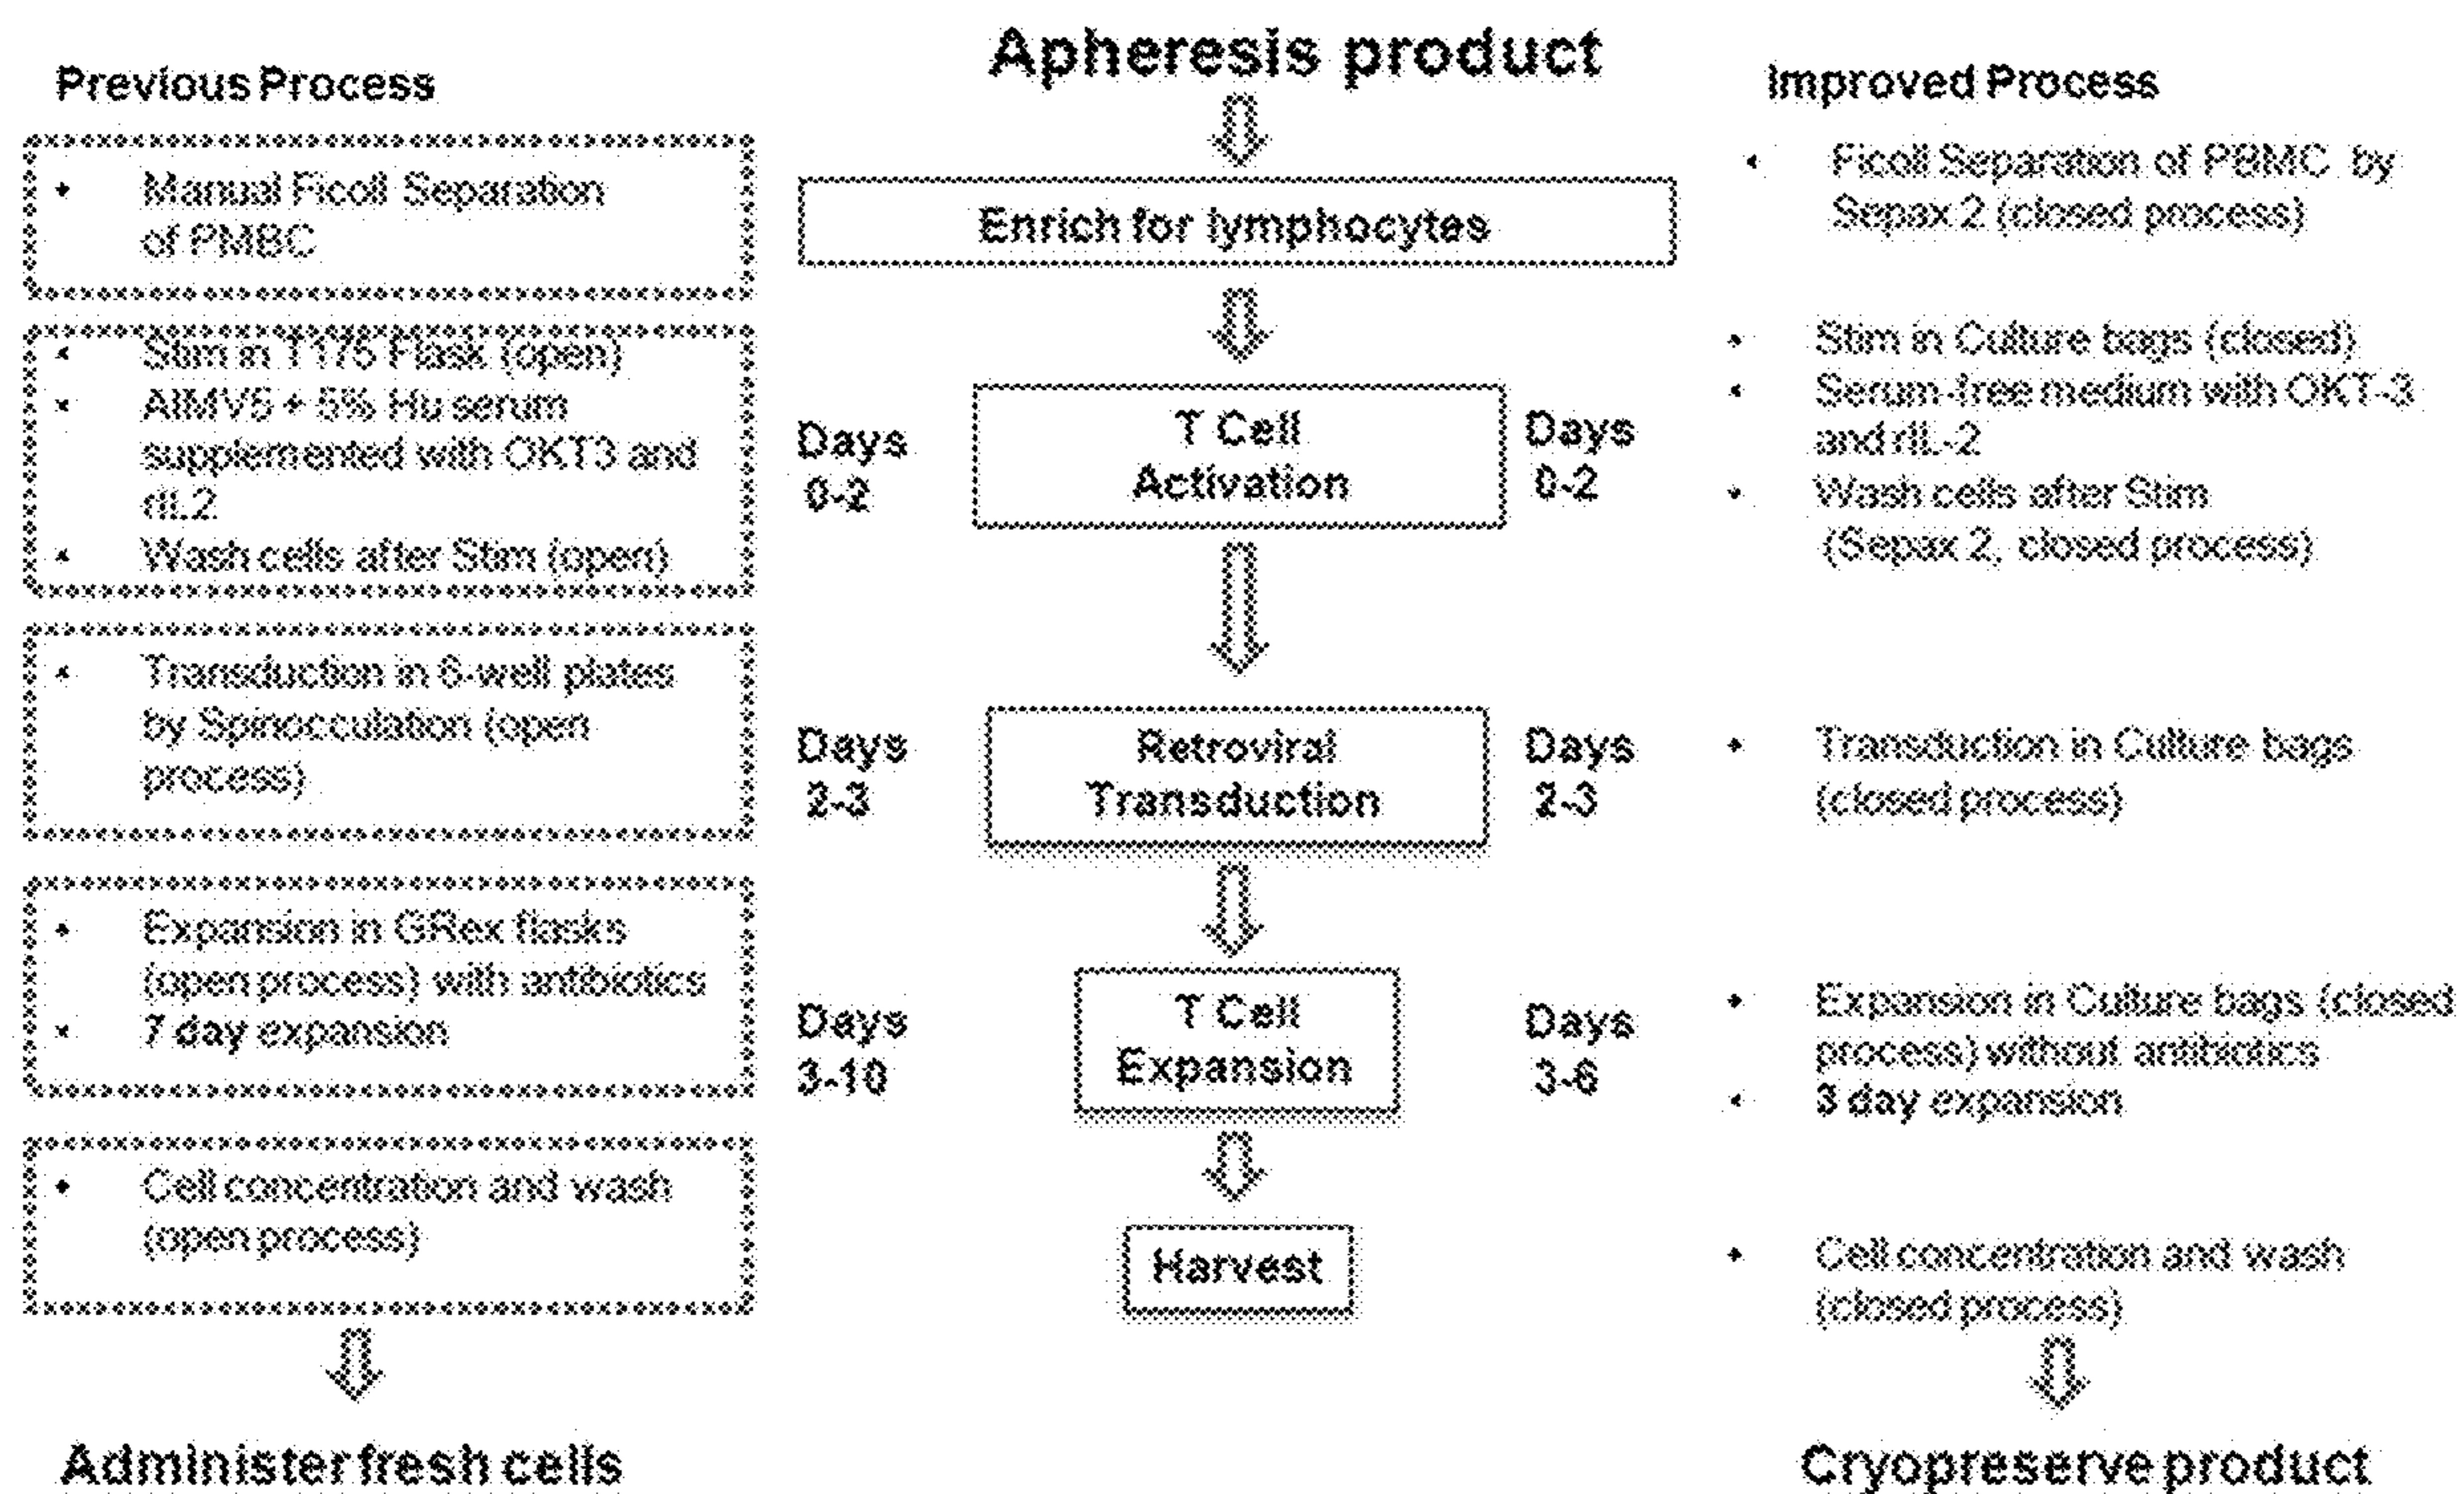 Apheresis product
Previous Process
• Manual Ficoll Separation
of PMBC
• Stim in T175 Flask (open)
• AIMV5 + 5% Hu serum
supplemented with OKT3 and
rIL2
• Wash cells after Stim (open)
• Transduction in 6-well plates
by Spinocculation (open
process)
• Expansion in GRex flasks
(open process) with antibiotics
• 7 day expansion
• Cell concentration and wash
(open process)
Administer fresh cells
Enrich for lymphocytes
Days
0-2
T Cell
Activation
Days
0-2
Days
2-3
Retroviral
Transduction
Days
2-3
Days
3-10
T Cell
Expansion
Days
3-6
Harvest
Improved Process
• Ficoll Separation of PBMC by
Sepax 2 (closed process)
• Stim in Culture bags (closed)
• Serum-free medium with OKT-3
and rIL-2
• Wash cells after Stim
(Sepax 2, closed process)
• Transduction in Culture bags
(closed process)
• Expansion in Culture bags (closed
process) without antibiotics
• 3 day expansion
• Cell concentration and wash
(closed process)
Cryopreserve product